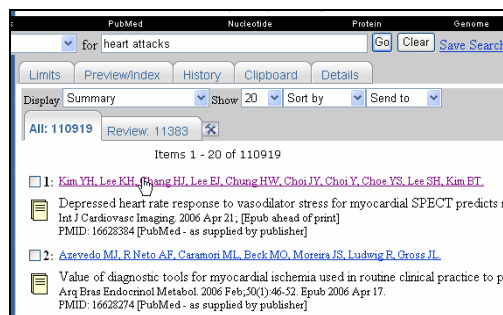 PubMed Nucleotide Protein Genome
for heart attacks Go Clear Save Search
Limits Preview/Index History Clipboard Details
Display Summary Show 20 Sort by Send to
All: 110919 Review: 11383
Items 1 - 20 of 110919
1: Kim YH, Lee KH, Chang HJ, Lee EJ, Chung HW, Choi JY, Choi Y, Choe YS, Lee SH, Kim BT.
Depressed heart rate response to vasodilator stress for myocardial SPECT predicts
Int J Cardiovasc Imaging. 2006 Apr 21; [Epub ahead of print]
PMID: 16628384 [PubMed - as supplied by publisher]
2: Azevedo MJ, R Neto AF, Caramori ML, Beck MO, Moreira JS, Ludwig R, Gross JL.
Value of diagnostic tools for myocardial ischemia used in routine clinical practice to
Arq Bras Endocrinol Metabol. 2006 Feb;50(1):46-52. Epub 2006 Apr 17.
PMID: 16628274 [PubMed - as supplied by publisher]